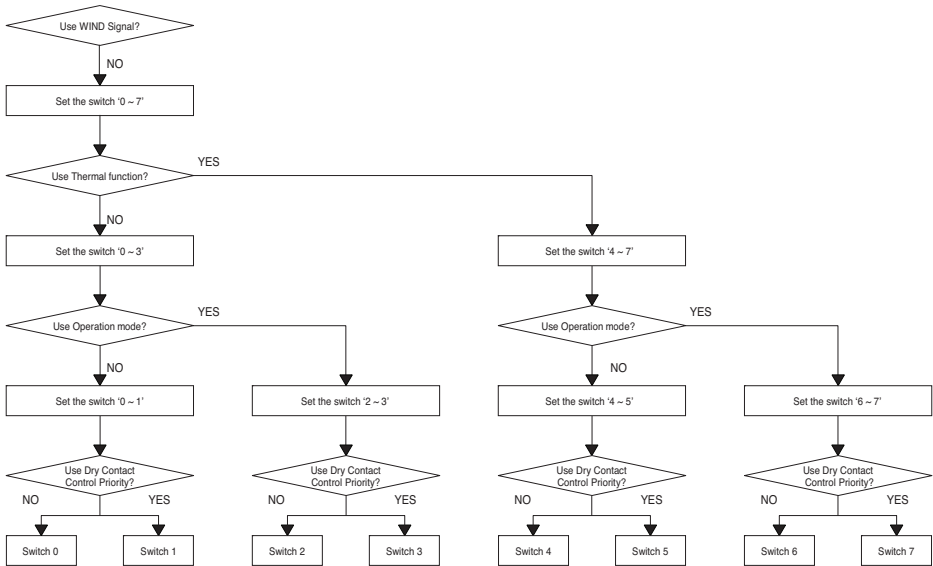 Use WIND Signal?
NO
Set the switch ‘0 ~ 7’
YES
Use Thermal function?
NO
Set the switch ‘0 ~ 3’
Set the switch ‘4 ~ 7’
YES
YES
Use Operation mode?
Use Operation mode?
NO
NO
Set the switch ‘0 ~ 1’
Set the switch ‘2 ~ 3’
Set the switch ‘4 ~ 5’
Set the switch ‘6 ~ 7’
Use Dry Contact
Control Priority?
Use Dry Contact
Control Priority?
Use Dry Contact
Control Priority?
Use Dry Contact
Control Priority?
NO
YES
NO
YES
NO
YES
NO
YES
Switch 0
Switch 1
Switch 2
Switch 3
Switch 4
Switch 5
Switch 6
Switch 7